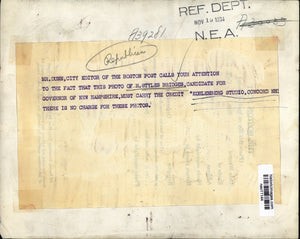 REF. DEPT.
NOV 19 1934
N.E.A.
A29281
Republican
MR.DUNN,CITY EDITOR OF THE BOSTON POST CALLS YOUR ATTENTION
TO THE FACT THAT THIS PHOTO OF H.STYLES BRIDGES,CANDIDATE FOR
GOVERNOR OF NEW HAMPSHIRE,MUST CARRY THE CREDIT "KIMLENBERG STUDIO, CONCORD NH.
THERE IS NO CHARGE FOR THESE PHOTOS.